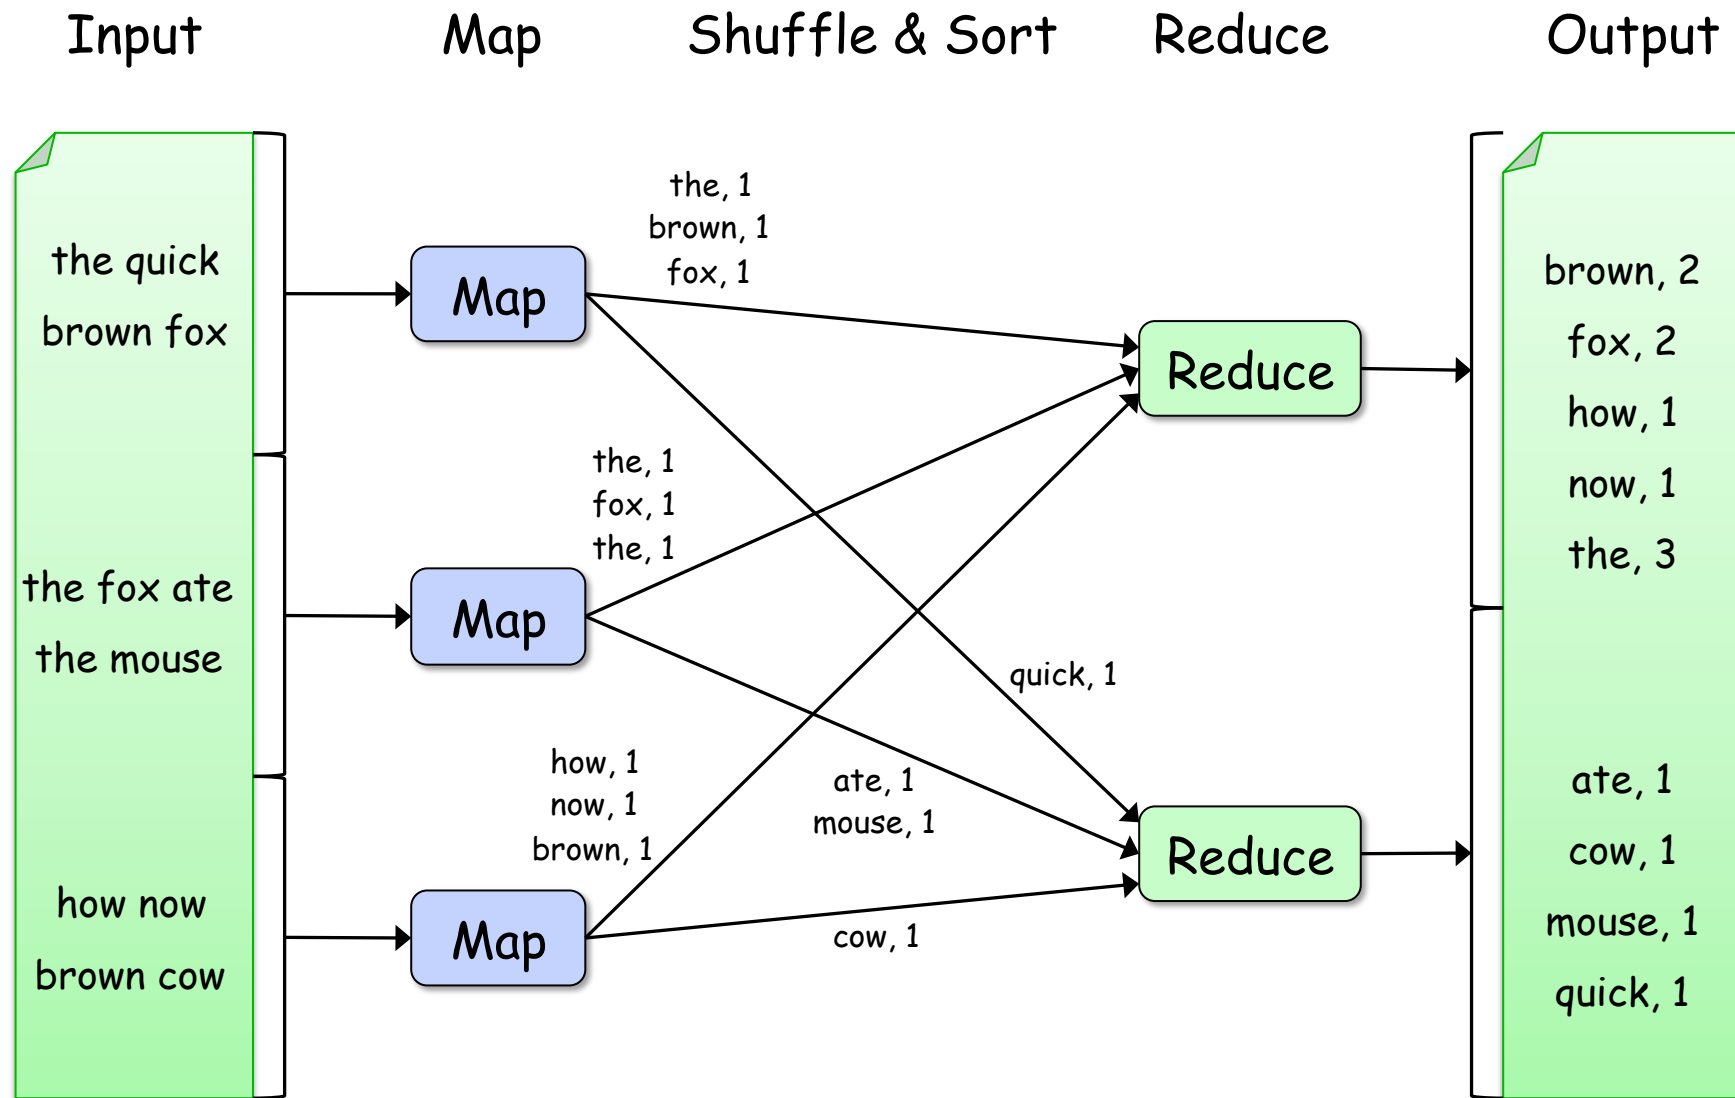 Input
Map
Shuffle & Sort
Reduce
Output
the quick
brown fox
the fox ate
the mouse
how now
brown cow
Map
Map
Map
the, 1
brown, 1
fox, 1
the, 1
fox, 1
the, 1
how, 1
now, 1
brown, 1
quick, 1
ate, 1
mouse, 1
cow, 1
Reduce
Reduce
brown, 2
fox, 2
how, 1
now, 1
the, 3
ate, 1
cow, 1
mouse, 1
quick, 1